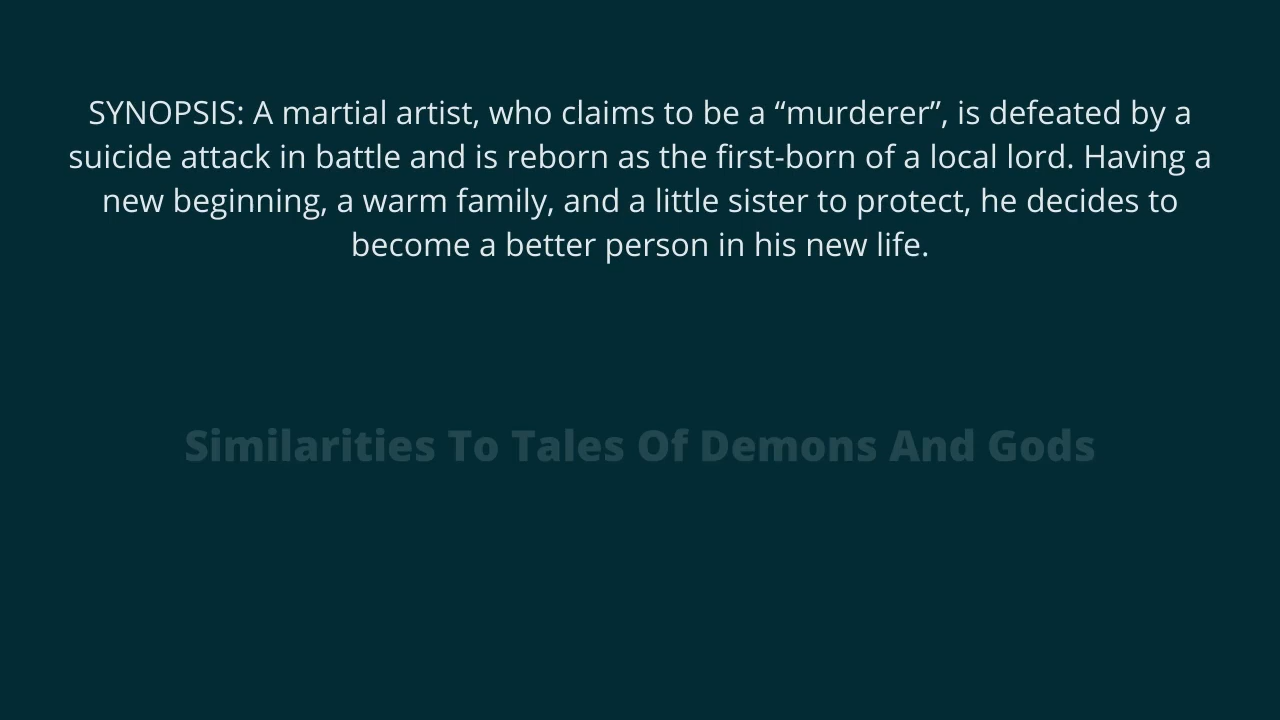 SYNOPSIS: A martial artist, who claims to be a “murderer”, is defeated by a
suicide attack in battle and is reborn as the first-born of a local lord. Having a
new beginning, a warm family, and a little sister to protect, he decides to
become a better person in his new life.
Similarities To Tales Of Demons And Gods